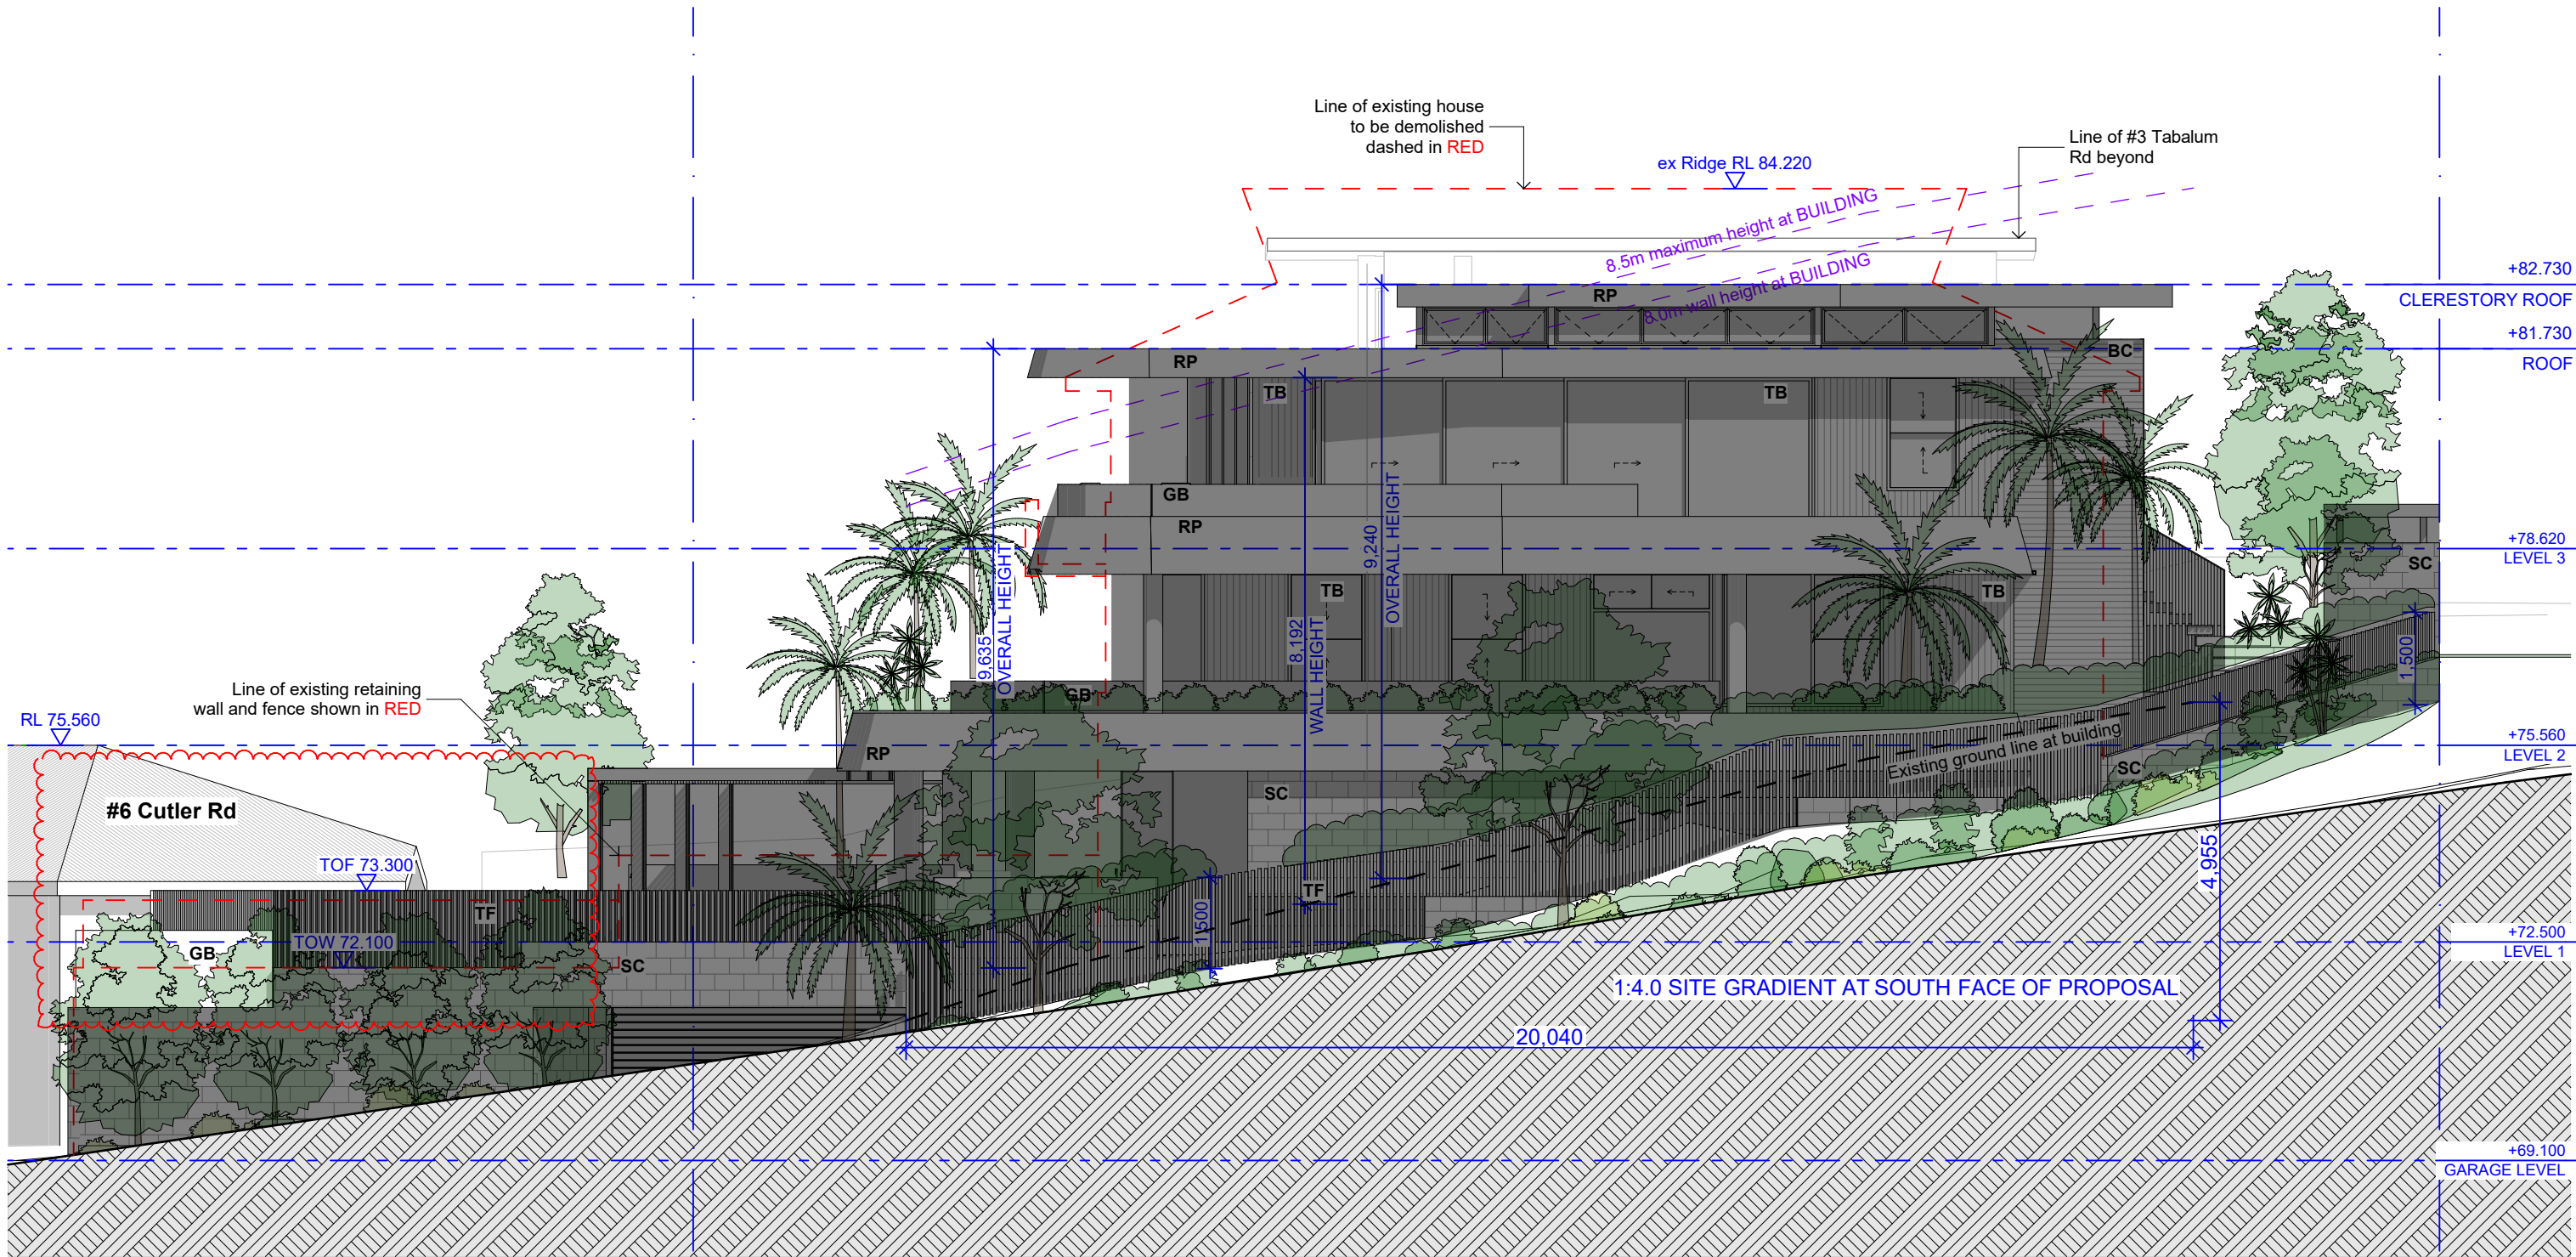 Line of existing house
to be demolished
dashed in RED
Line of #3 Tabalum
Rd beyond
ex Ridge RL 84.220
8.5m maximum height at BUILDING
8.0m wall height at BUILDING
+82.730
CLERESTORY ROOF
RP
+81.730
ROOF
RP
BC
TB
TB
GB
RP
9,240
OVERALL HEIGHT
+78.620
LEVEL 3
SC
TB
TB
9,635
OVERALL HEIGHT
8,192
WALL HEIGHT
1,500
Line of existing retaining
wall and fence shown in RED
GB
RL 75.560
RP
Existing ground line at building
+75.560
LEVEL 2
SC
SC
#6 Cutler Rd
TOF 73.300
TF
4,955
TF
1,500
TOW 72.100
GB
SC
+72.500
LEVEL 1
1:4.0 SITE GRADIENT AT SOUTH FACE OF PROPOSAL
20,040
+69.100
GARAGE LEVEL